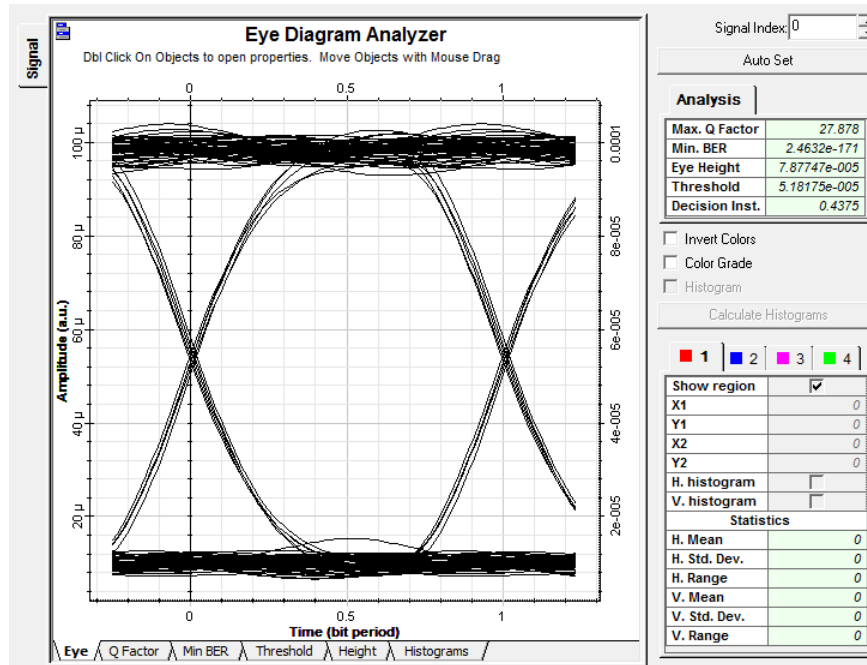 Signal
Eye Diagram Analyzer
Dbl Click On Objects to open properties. Move Objects with Mouse Drag
0 0.5 1
100 µ
80 µ
60 µ
40 µ
20 µ
Amplitude (a.u.)
0.0001
8e-005
6e-005
4e-005
2e-005
0 0.5 1
Time (bit period)
Eye Q Factor Min BER Threshold Height Histograms
Signal Index: 0
Auto Set
Analysis
Max. Q Factor 27.878
Min. BER 2.4632e-171
Eye Height 7.87747e-005
Threshold 5.18175e-005
Decision Inst. 0.4375
Invert Colors
Color Grade
Histogram
Calculate Histograms
1 2 3 4
Show region
X1 0
Y1 0
X2 0
Y2 0
H. histogram
V. histogram
Statistics
H. Mean 0
H. Std. Dev. 0
H. Range 0
V. Mean 0
V. Std. Dev. 0
V. Range 0